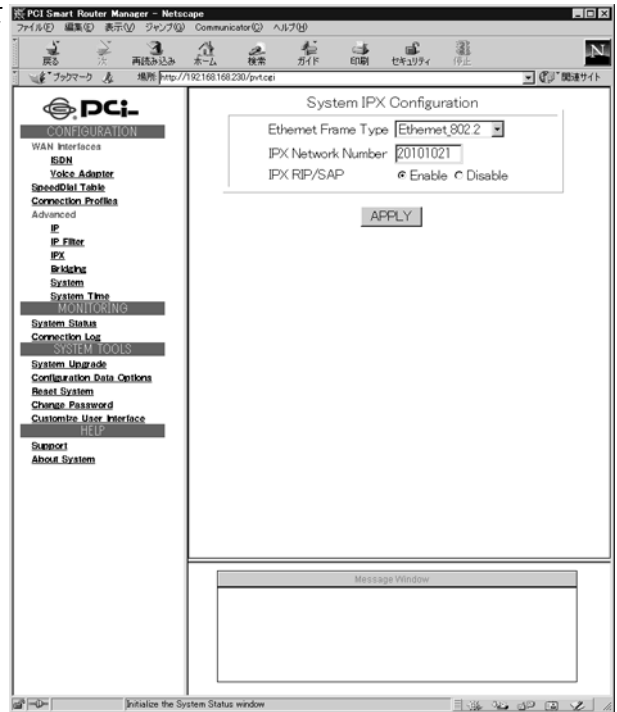 PCI Smart Router Manager - Netscape
ファイル(F) 編集(E) 表示(V) ジャンプ(G) Communicator(C) ヘルプ(H)
戻る 次 再読み込み ホーム 検索 ガイド 印刷 セキュリティ 停止
N
ブックマーク 場所: http://192.168.168.230/pvt.cgi 関連サイト
PCi
CONFIGURATION
WAN Interfaces
ISDN
Voice Adapter
SpeedDial Table
Connection Profiles
Advanced
IP
IP Filter
IPX
Bridging
System
System Time
MONITORING
System Status
Connection Log
SYSTEM TOOLS
System Upgrade
Configuration Data Options
Reset System
Change Password
Customize User Interface
HELP
Support
About System
System IPX Configuration
Ethernet Frame Type Ethernet_802.2
IPX Network Number 20101021
IPX RIP/SAP Enable Disable
APPLY
Message Window
Initialize the System Status window